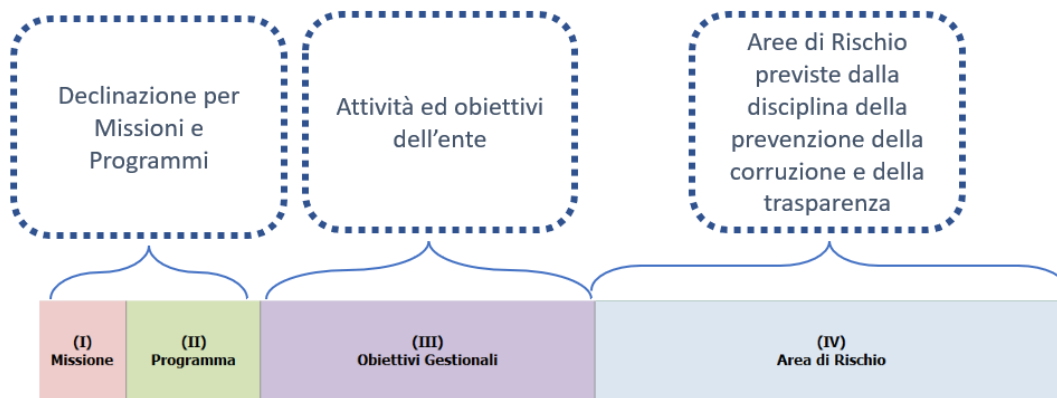 Declinazione per
Missioni e
Programmi
Attività ed obiettivi
dell’ente
Aree di Rischio
previste dalla
disciplina della
prevenzione della
corruzione e della
trasparenza
(I)
Missione
(II)
Programma
(III)
Obiettivi Gestionali
(IV)
Area di Rischio